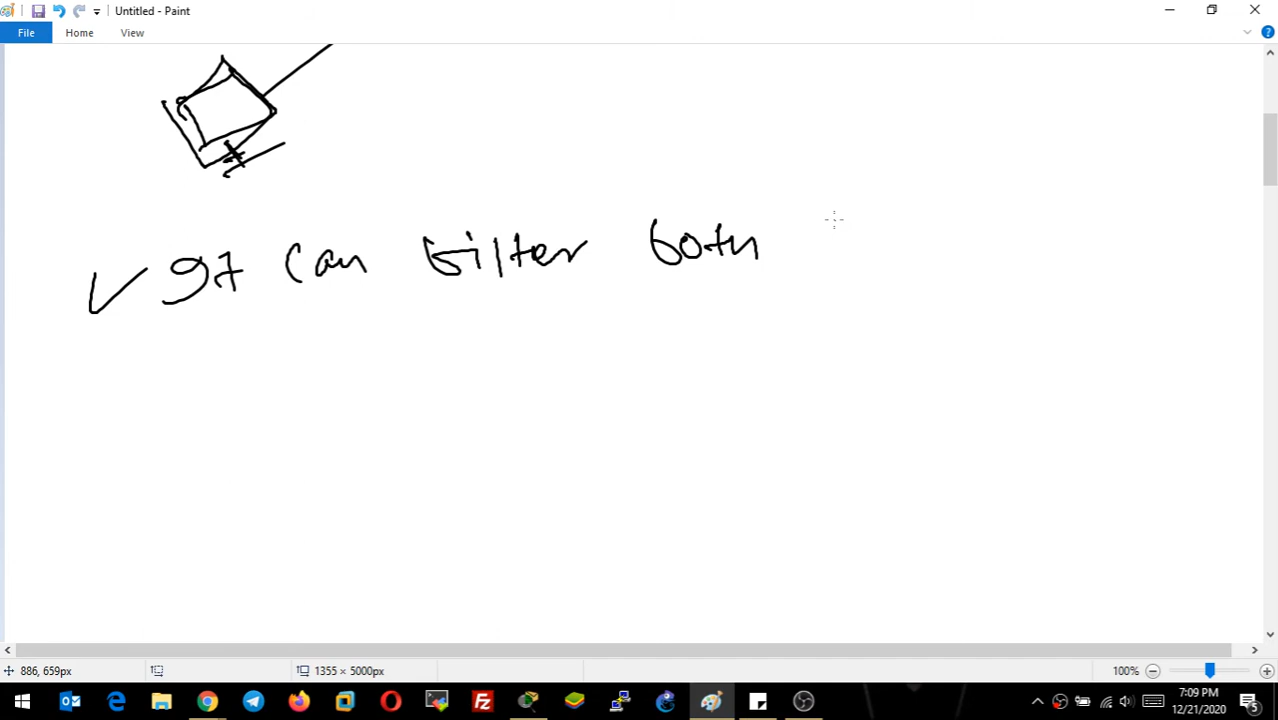 Untitled - Paint
File Home View
It can filter both
886, 659px
1355 × 5000px
100%
7:09 PM
12/21/2020
5